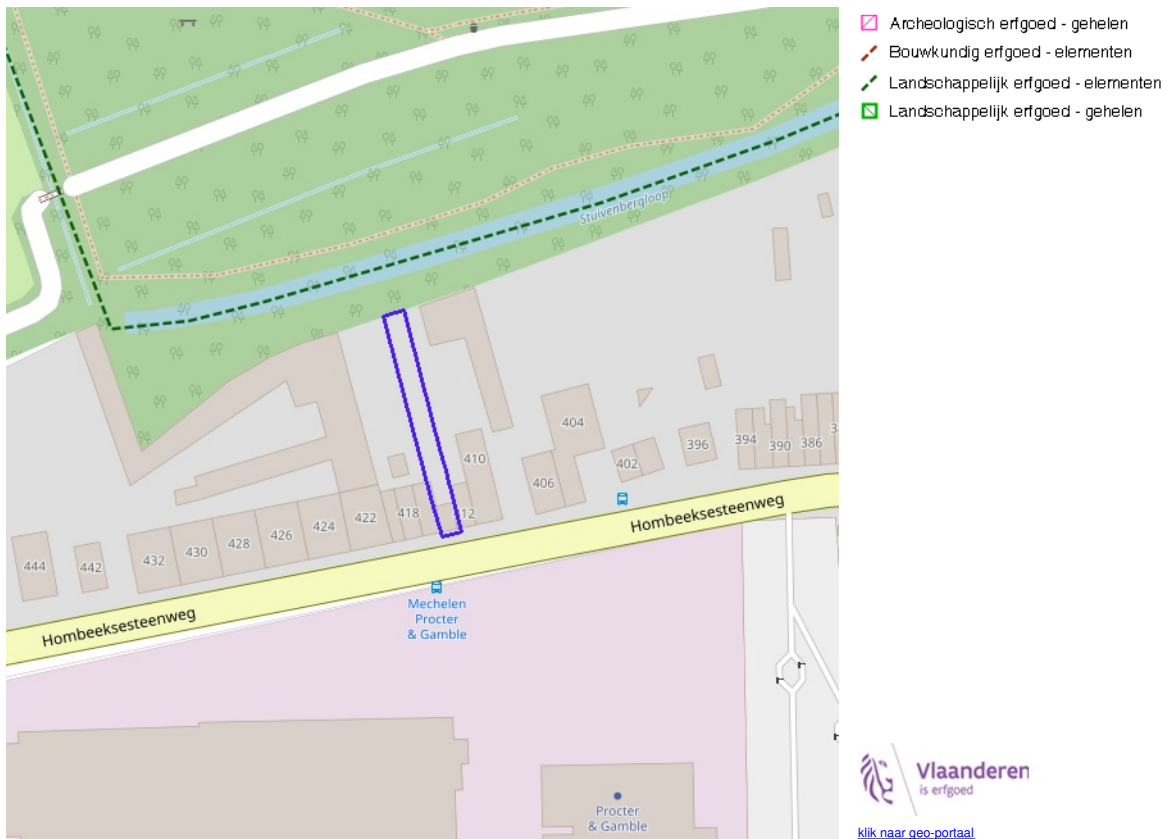 Archeologisch erfgoed - gehelen
Bouwkundig erfgoed - elementen
Landschappelijk erfgoed - elementen
Landschappelijk erfgoed - gehelen
Stuivenbergloop
404
410
406
402
396
394
390
386
12
418
422
424
426
428
430
432
442
444
Hombeeksesteenweg
Hombeeksesteenweg
Mechelen
Procter
& Gamble
Procter
& Gamble
Vlaanderen
is erfgoed
klik naar geo-portaal